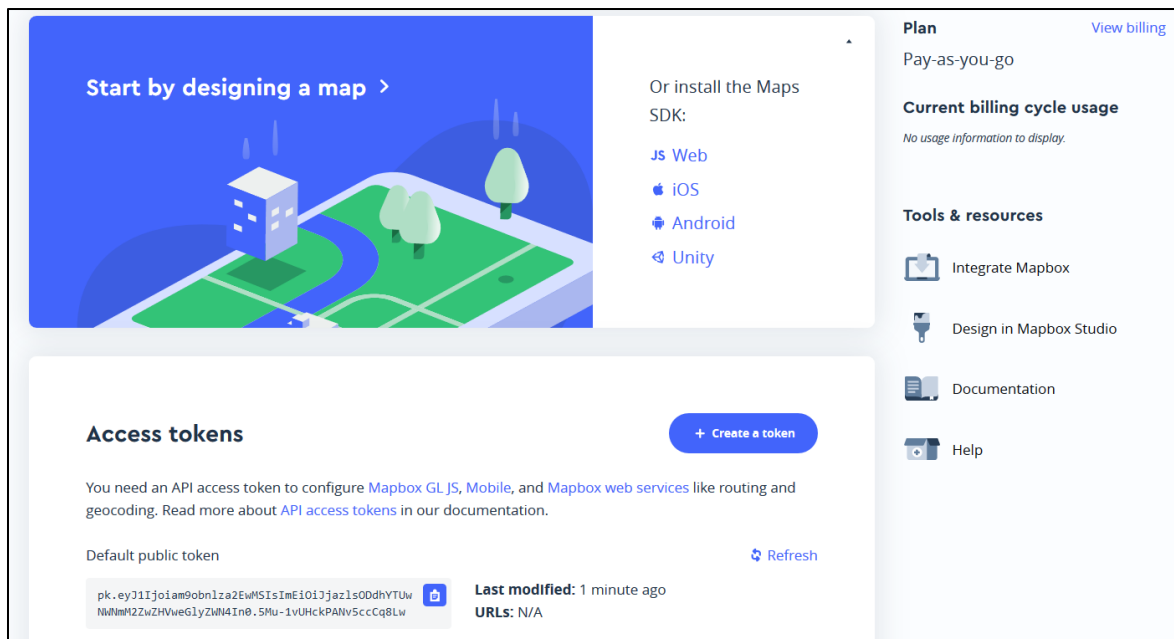 Start by designing a map >
Or install the Maps
SDK:
JS Web
iOS
Android
Unity
Access tokens
+ Create a token
You need an API access token to configure Mapbox GL JS, Mobile, and Mapbox web services like routing and
geocoding. Read more about API access tokens in our documentation.
Default public token
Refresh
pk.eyJ1Ijoiam9obnlza2EwMSIsImEiOiJjazlsODdhYTUw
NWNmM2ZwZHVweGlyZWN4In0.5Mu-1vUHckPANv5ccCq8Lw
Last modified: 1 minute ago
URLs: N/A
Plan
View billing
Pay-as-you-go
Current billing cycle usage
No usage information to display.
Tools & resources
Integrate Mapbox
Design in Mapbox Studio
Documentation
Help